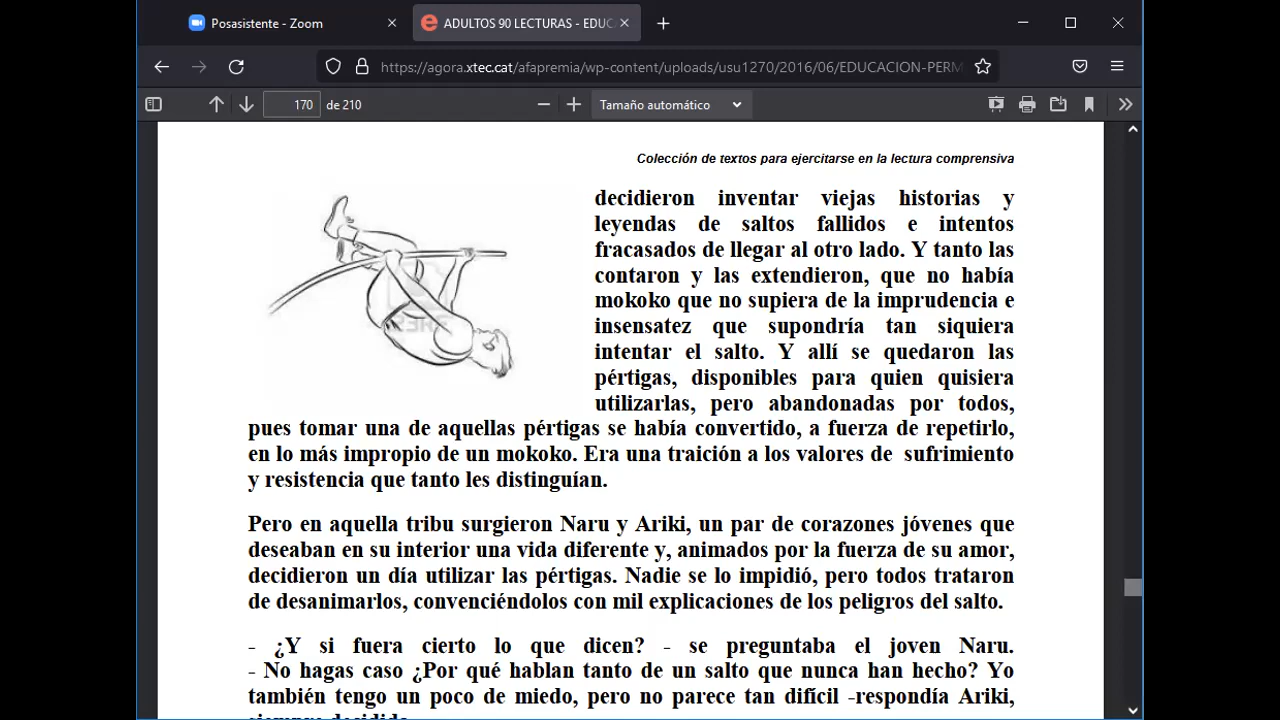 Posasistente - Zoom
ADULTOS 90 LECTURAS - EDUC
https://agora.xtec.cat/afapremia/wp-content/uploads/usu1270/2016/06/EDUCACION-PERM
170 de 210
Tamaño automático
Colección de textos para ejercitarse en la lectura comprensiva
decidieron inventar viejas historias y
leyendas de saltos fallidos e intentos
fracasados de llegar al otro lado. Y tanto las
contaron y las extendieron, que no había
mokoko que no supiera de la imprudencia e
insensatez que supondría tan siquiera
intentar el salto. Y allí se quedaron las
pértigas, disponibles para quien quisiera
utilizarlas, pero abandonadas por todos,
pues tomar una de aquellas pértigas se había convertido, a fuerza de repetirlo,
en lo más impropio de un mokoko. Era una traición a los valores de sufrimiento
y resistencia que tanto les distinguían.
Pero en aquella tribu surgieron Naru y Ariki, un par de corazones jóvenes que
deseaban en su interior una vida diferente y, animados por la fuerza de su amor,
decidieron un día utilizar las pértigas. Nadie se lo impidió, pero todos trataron
de desanimarlos, convenciéndolos con mil explicaciones de los peligros del salto.
- ¿Y si fuera cierto lo que dicen? - se preguntaba el joven Naru.
- No hagas caso ¿Por qué hablan tanto de un salto que nunca han hecho? Yo
también tengo un poco de miedo, pero no parece tan difícil -respondía Ariki,
siempre decidida